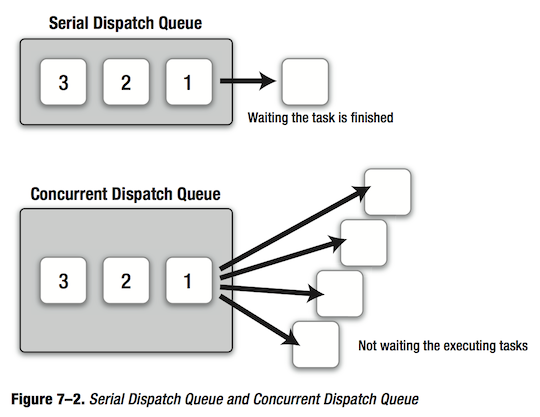 Serial Dispatch Queue
3 2 1
Waiting the task is finished
Concurrent Dispatch Queue
3 2 1
Not waiting the executing tasks
Figure 7–2. Serial Dispatch Queue and Concurrent Dispatch Queue